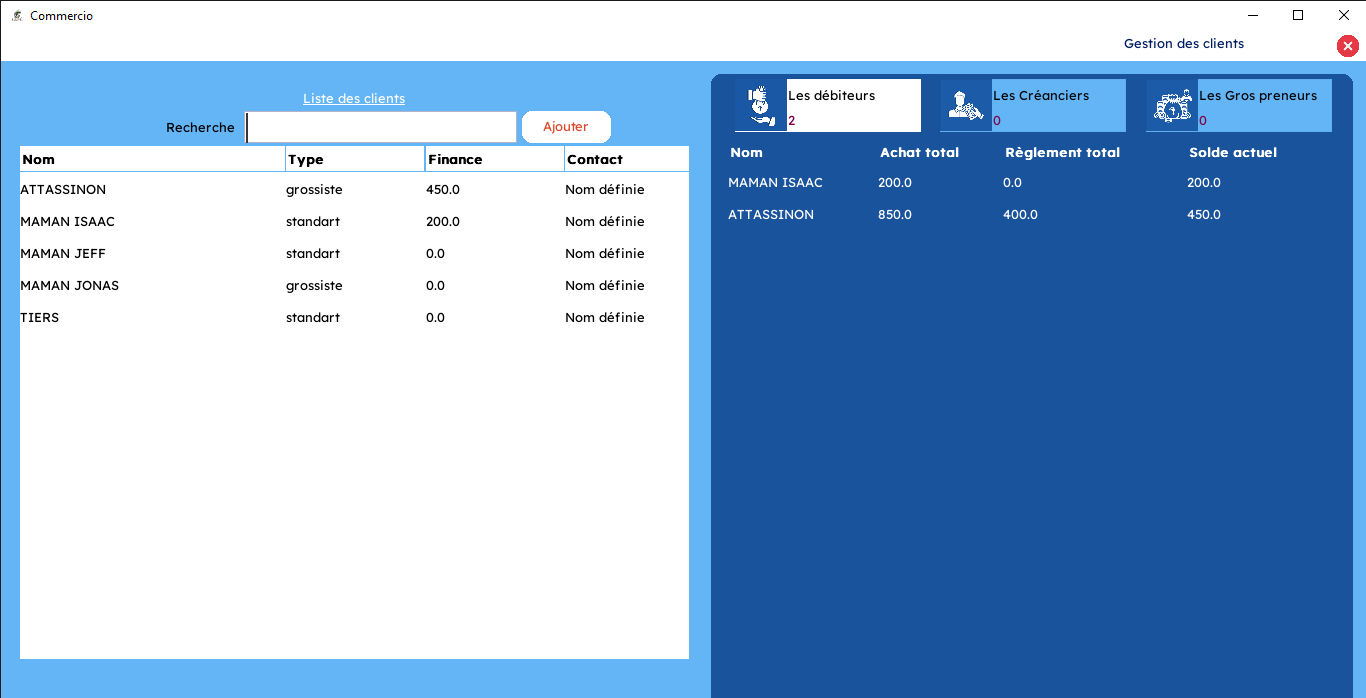 Commercio
Gestion des clients
Liste des clients
Recherche Ajouter
Nom Type Finance Contact
ATTASSINON grossiste 450.0 Nom définie
MAMAN ISAAC standart 200.0 Nom définie
MAMAN JEFF standart 0.0 Nom définie
MAMAN JONAS grossiste 0.0 Nom définie
TIERS standart 0.0 Nom définie
Les débiteurs
2
Les Créanciers
0
Les Gros preneurs
0
Nom Achat total Règlement total Solde actuel
MAMAN ISAAC 200.0 0.0 200.0
ATTASSINON 850.0 400.0 450.0